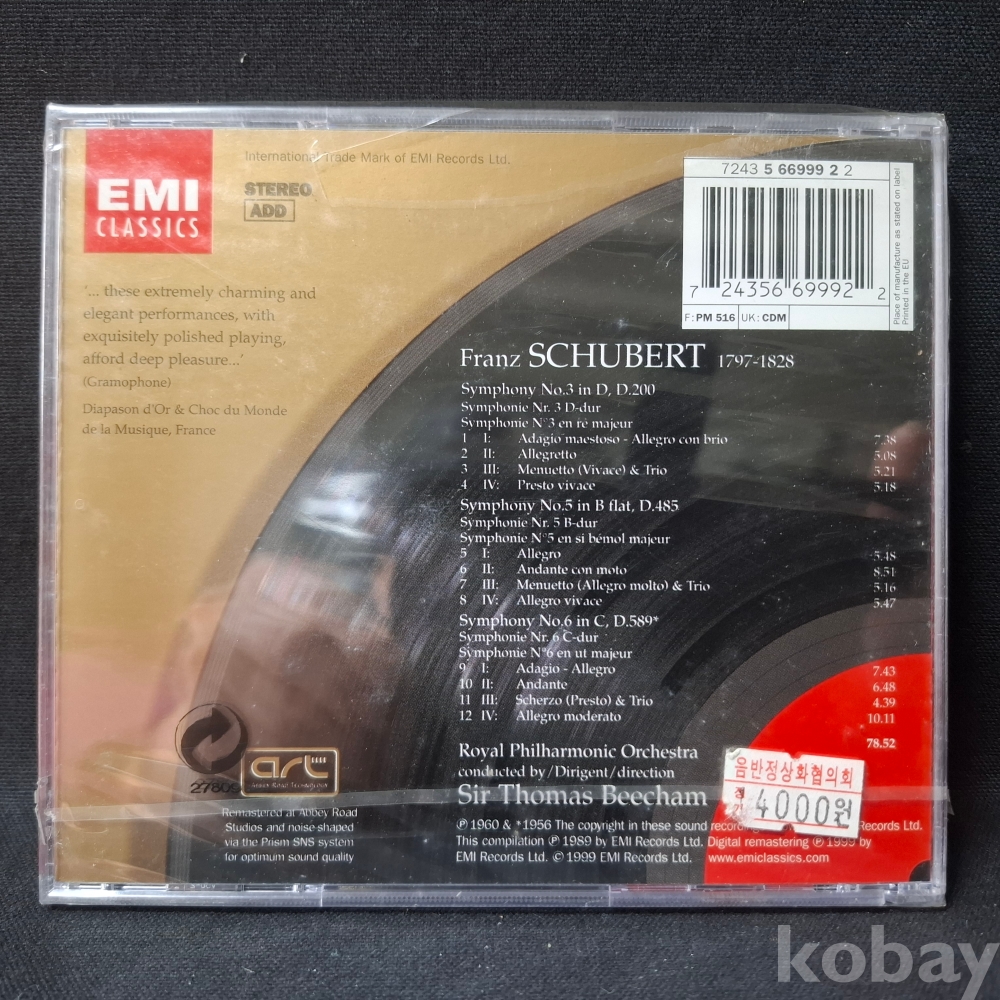 EMI
CLASSICS
International Trade Mark of EMI Records Ltd.
STEREO
ADD
'... these extremely charming and
elegant performances, with
exquisitely polished playing,
afford deep pleasure...'
(Gramophone)
Diapason d'Or & Choc du Monde
de la Musique, France
7243 5 66999 2 2
7 24356 69992 2
F: PM 516 UK: CDM
Place of manufacture as stated on label
Printed in the EU
Franz SCHUBERT 1797-1828
Symphony No.3 in D, D.200
Symphonie Nr. 3 D-dur
Symphonie N°3 en ré majeur
1 I: Adagio maestoso - Allegro con brio 7.38
2 II: Allegretto 5.08
3 III: Menuetto (Vivace) & Trio 5.21
4 IV: Presto vivace 5.18
Symphony No.5 in B flat, D.485
Symphonie Nr. 5 B-dur
Symphonie N°5 en si bémol majeur
5 I: Allegro 5.48
6 II: Andante con moto 8.51
7 III: Menuetto (Allegro molto) & Trio 5.16
8 IV: Allegro vivace 5.47
Symphony No.6 in C, D.589*
Symphonie Nr. 6 C-dur
Symphonie N°6 en ut majeur
9 I: Adagio - Allegro 7.43
10 II: Andante 6.48
11 III: Scherzo (Presto) & Trio 4.39
12 IV: Allegro moderato 10.11
78.52
Royal Philharmonic Orchestra
conducted by/Dirigent/direction
Sir Thomas Beecham
음반정상화협의회
정가 4000원
27809
art
Remastered at Abbey Road
Studios and noise-shaped
via the Prism SNS system
for optimum sound quality
℗ 1960 & *1956 The copyright in these sound Records Ltd.
This compilation ℗ 1989 by EMI Records Ltd. Digital remastering ℗ 1999 by
EMI Records Ltd. © 1999 EMI Records Ltd. www.emiclassics.com
kobay